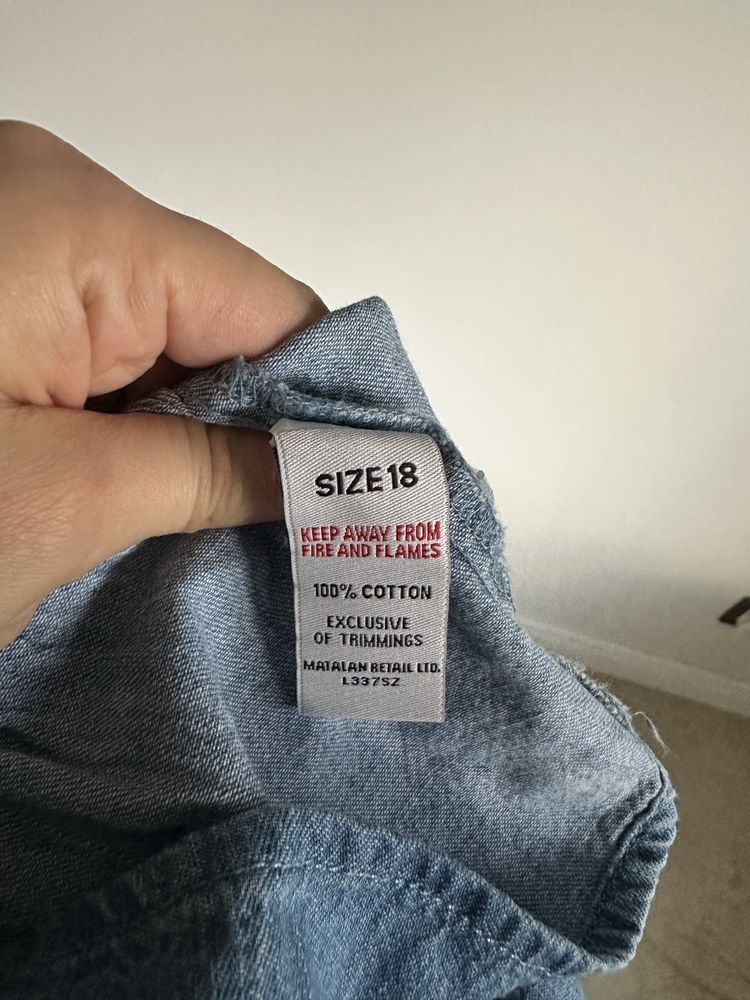 SIZE 18
KEEP AWAY FROM
FIRE AND FLAMES
100% COTTON
EXCLUSIVE
OF TRIMMINGS
MATALAN RETAIL LTD.
L337SZ